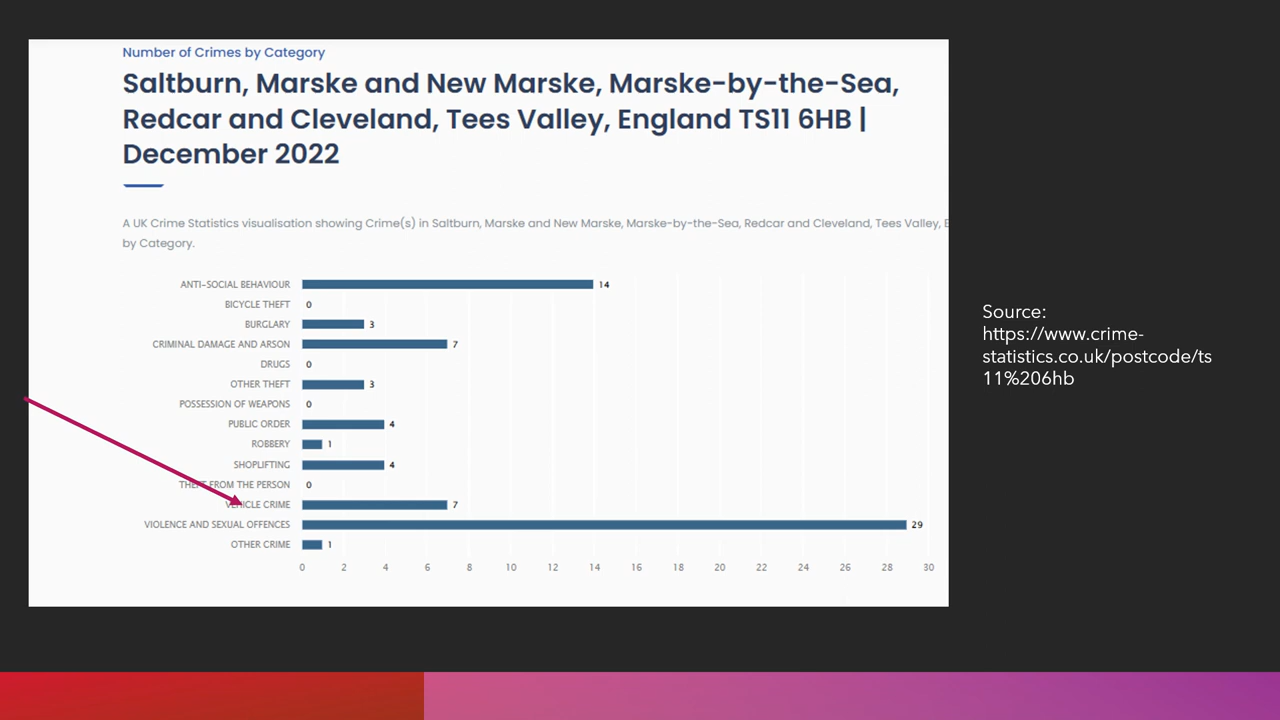 Number of Crimes by Category
Saltburn, Marske and New Marske, Marske-by-the-Sea,
Redcar and Cleveland, Tees Valley, England TS11 6HB |
December 2022
A UK Crime Statistics visualisation showing Crime(s) in Saltburn, Marske and New Marske, Marske-by-the-Sea, Redcar and Cleveland, Tees Valley, E
by Category.
ANTI-SOCIAL BEHAVIOUR 14
BICYCLE THEFT 0
BURGLARY 3
CRIMINAL DAMAGE AND ARSON 7
DRUGS 0
OTHER THEFT 3
POSSESSION OF WEAPONS 0
PUBLIC ORDER 4
ROBBERY 1
SHOPLIFTING 4
THEFT FROM THE PERSON 0
VEHICLE CRIME 7
VIOLENCE AND SEXUAL OFFENCES 29
OTHER CRIME 1
0 2 4 6 8 10 12 14 16 18 20 22 24 26 28 30
Source:
https://www.crime-
statistics.co.uk/postcode/ts
11%206hb